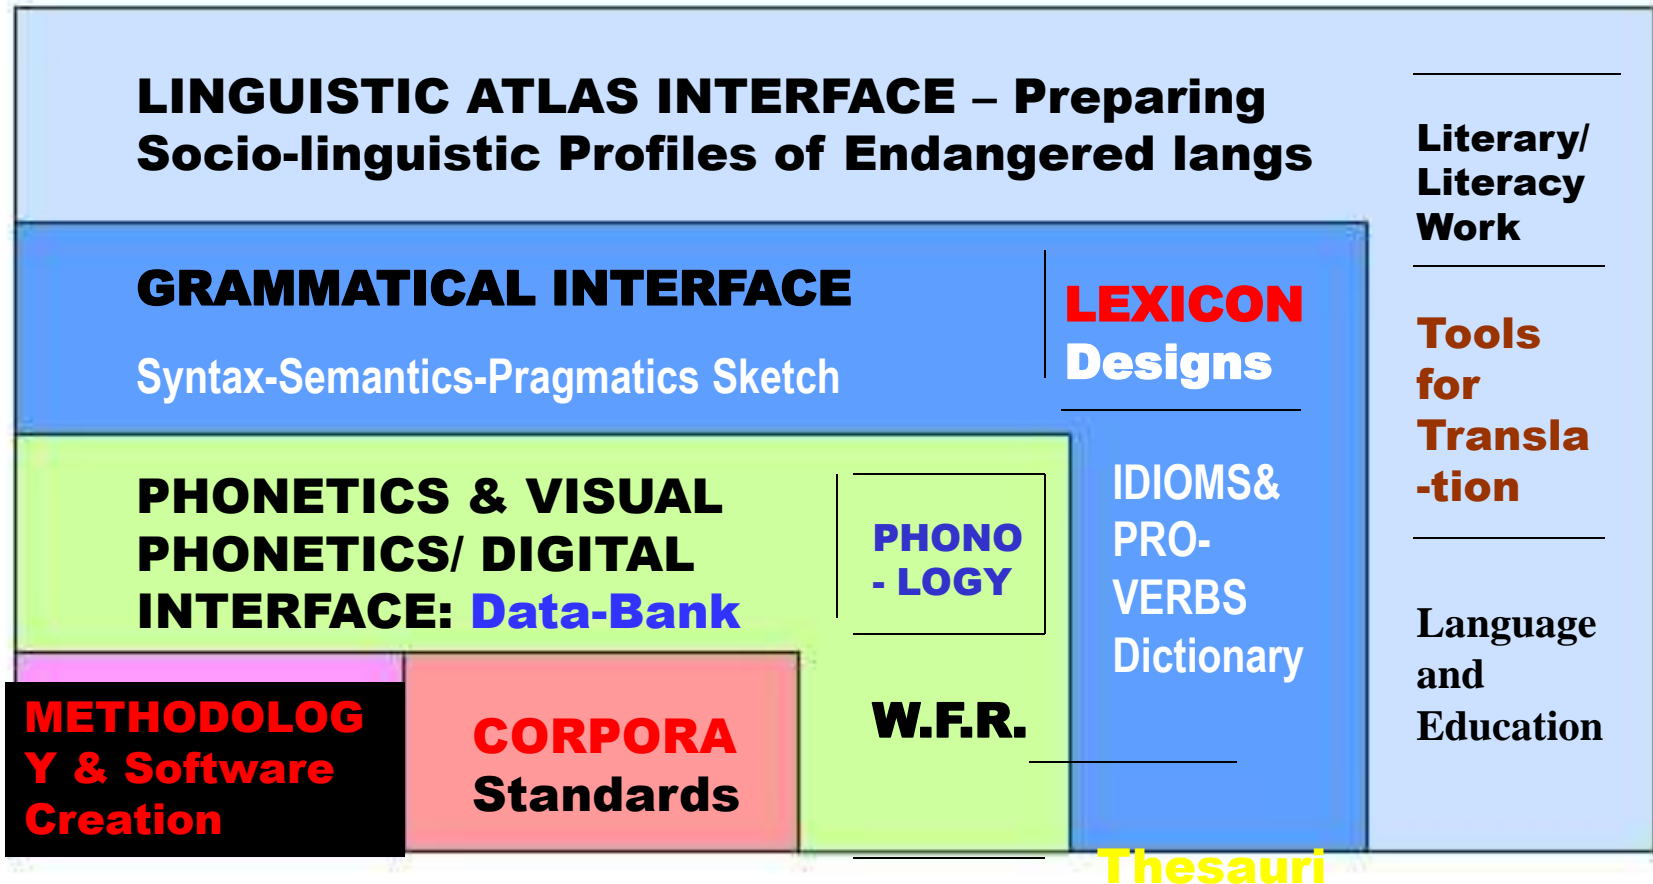 LINGUISTIC ATLAS INTERFACE – Preparing
Socio-linguistic Profiles of Endangered langs
Literary/
Literacy
Work
GRAMMATICAL INTERFACE
Syntax-Semantics-Pragmatics Sketch
LEXICON
Designs
Tools
for
Transla
-tion
PHONETICS & VISUAL
PHONETICS/ DIGITAL
INTERFACE: Data-Bank
PHONO
- LOGY
IDIOMS&
PRO-
VERBS
Dictionary
Language
and
Education
METHODOLOG
Y & Software
Creation
CORPORA
Standards
W.F.R.
Thesauri